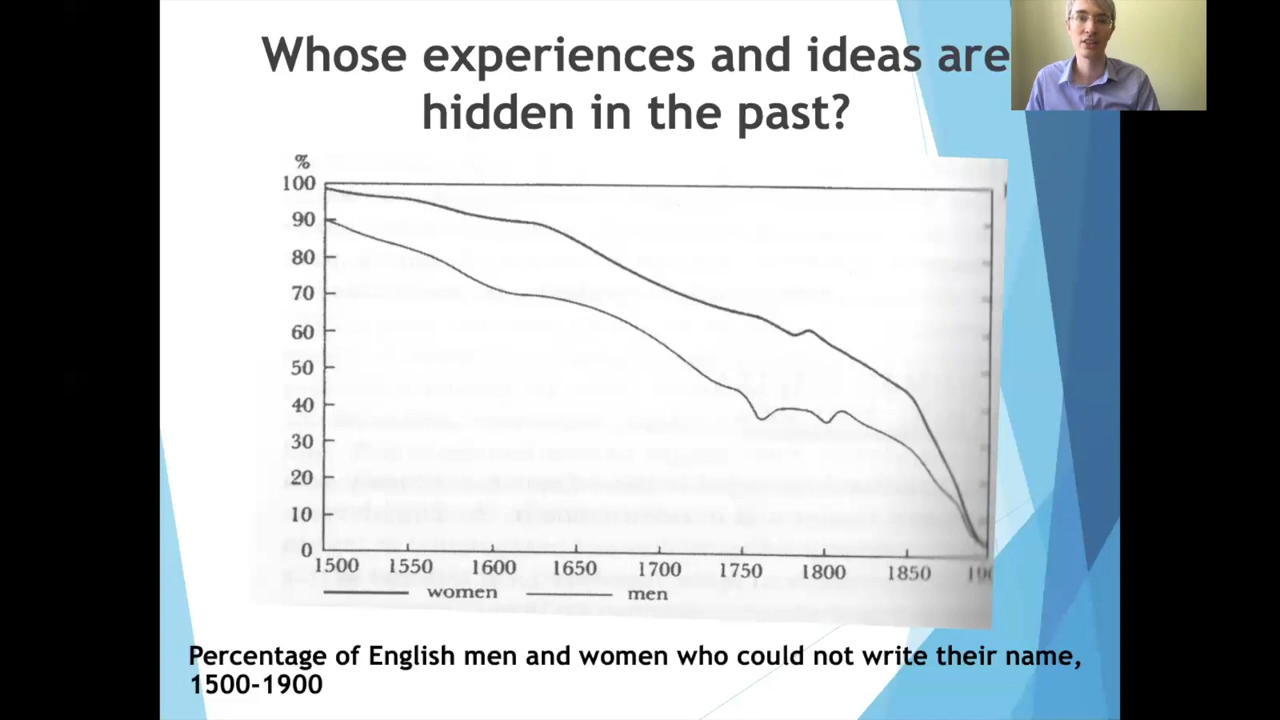 Whose experiences and ideas are
hidden in the past?
%
100
90
80
70
60
50
40
30
20
10
0
1500 1550 1600 1650 1700 1750 1800 1850
women men
Percentage of English men and women who could not write their name,
1500-1900